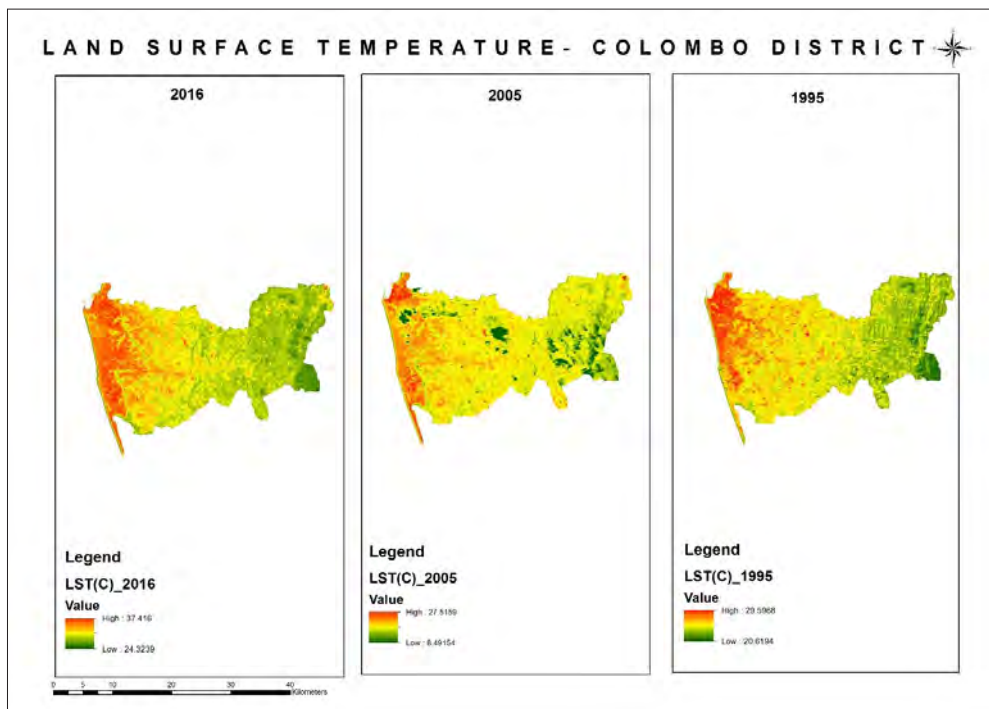 LAND SURFACE TEMPERATURE- COLOMBO DISTRICT
2016
Legend
LST(C)_2016
Value
High : 37.416
Low : 24.3239
0 5 10 20 30 40
Kilometers
2005
Legend
LST(C)_2005
Value
High : 27.5189
Low : 8.49154
1995
Legend
LST(C)_1995
Value
High : 29.5968
Low : 20.6194